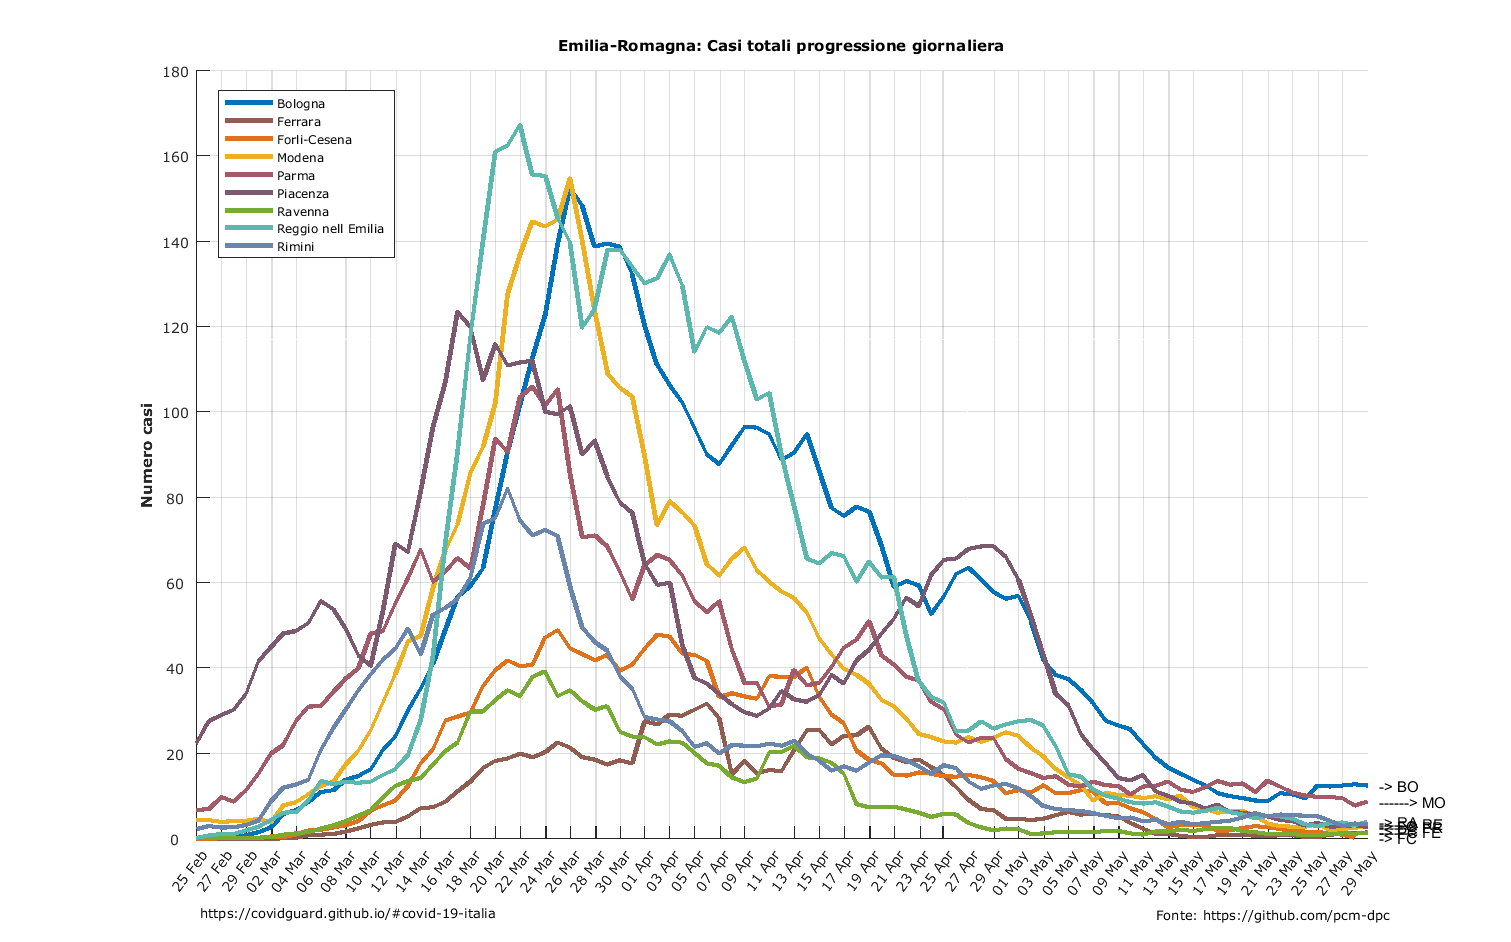 Emilia-Romagna: Casi totali progressione giornaliera
180
160
140
120
100
80
60
40
20
0
Numero casi
Bologna
Ferrara
Forli-Cesena
Modena
Parma
Piacenza
Ravenna
Reggio nell Emilia
Rimini
-> BO
------> MO
-> FC
25 Feb
27 Feb
29 Feb
02 Mar
04 Mar
06 Mar
08 Mar
10 Mar
12 Mar
14 Mar
16 Mar
18 Mar
20 Mar
22 Mar
24 Mar
26 Mar
28 Mar
30 Mar
01 Apr
03 Apr
05 Apr
07 Apr
09 Apr
11 Apr
13 Apr
15 Apr
17 Apr
19 Apr
21 Apr
23 Apr
25 Apr
27 Apr
29 Apr
01 May
03 May
05 May
07 May
09 May
11 May
13 May
15 May
17 May
19 May
21 May
23 May
25 May
27 May
29 May
https://covidguard.github.io/#covid-19-italia
Fonte: https://github.com/pcm-dpc